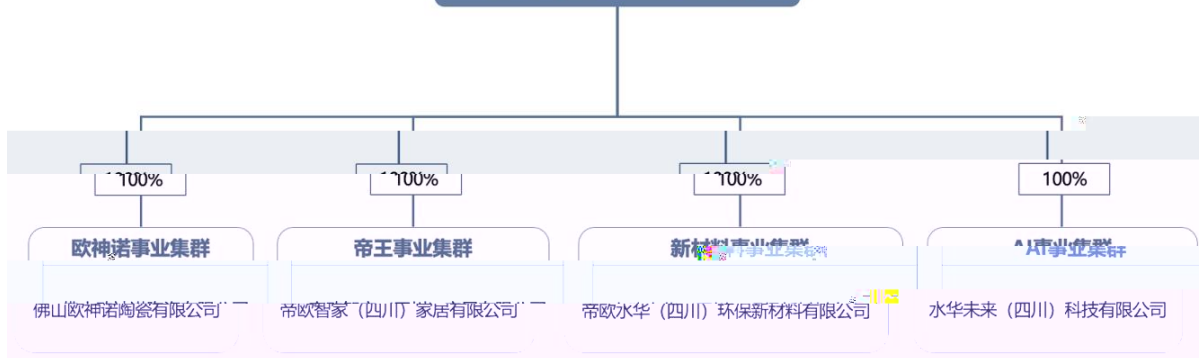 100% 100% 100% 100%
欧神诺事业集群 帝王事业集群 新材料事业集群 AI事业集群
佛山欧神诺陶瓷有限公司 帝欧智家（四川）家居有限公司 帝欧水华（四川）环保新材料有限公司 水华未来（四川）科技有限公司